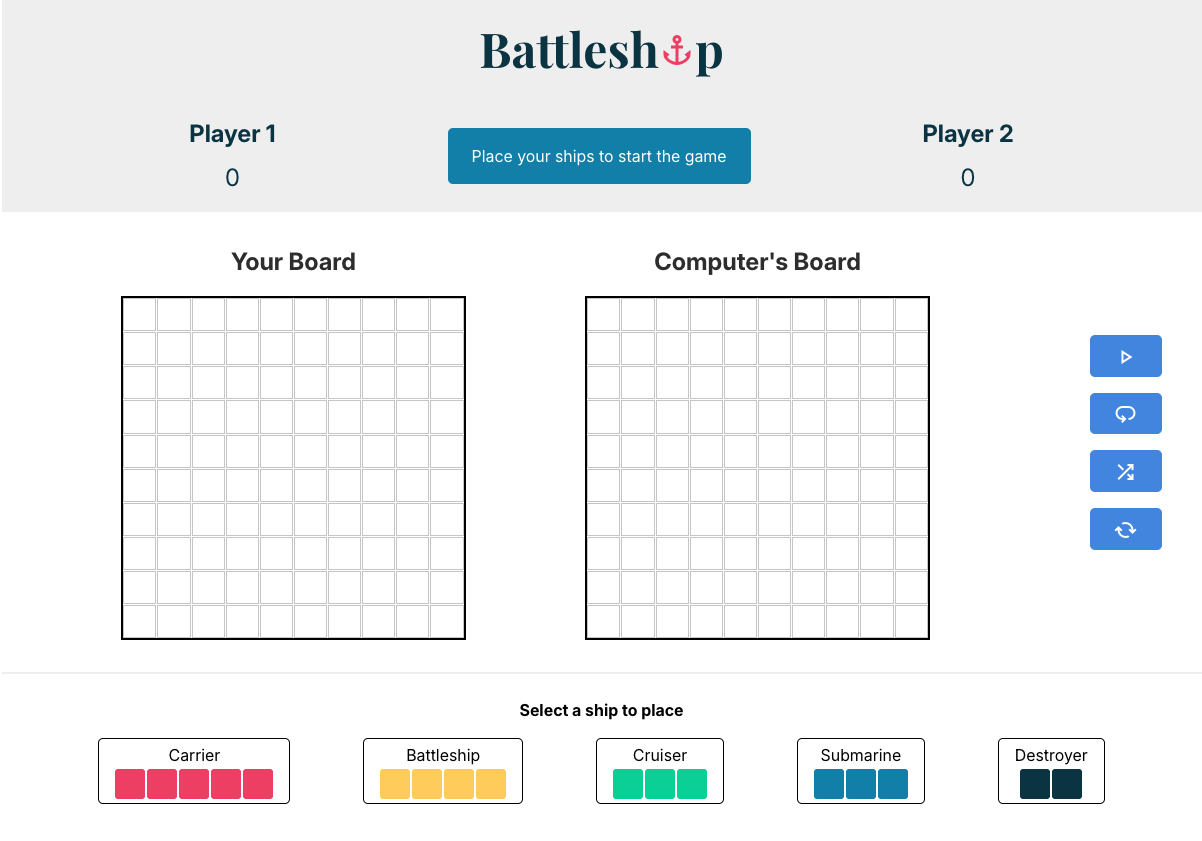 Battleship
Player 1
0
Place your ships to start the game
Player 2
0
Your Board
Computer's Board
Select a ship to place
Carrier
Battleship
Cruiser
Submarine
Destroyer